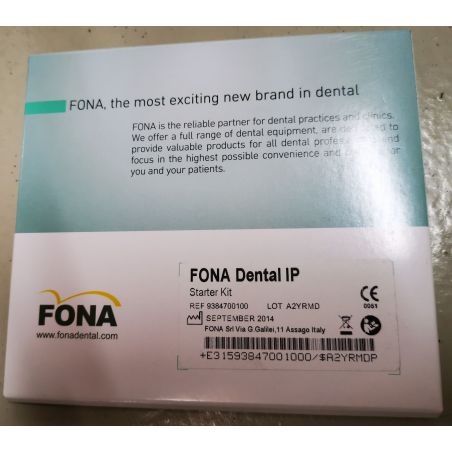 FONA, the most exciting new brand in dental
FONA is the reliable partner for dental practices and clinics.
We offer a full range of dental equipment, are to
provide valuable products for all dental and
focus in the highest possible convenience and for
you and your patients.
FONA Dental IP
Starter Kit
REF 9384700100 LOT A2YRMD
SEPTEMBER 2014
0051
FONA Srl Via G.Galilei,11 Assago Italy
+E31593847001000/$A2YRMDP
FONA
www.fonadental.com